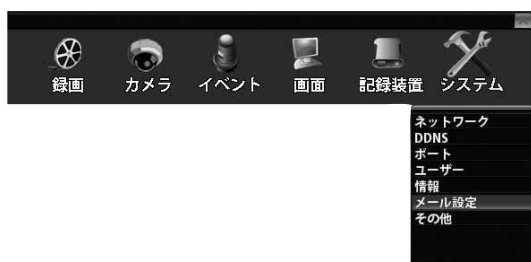 録画 カメラ イベント 画面 記録装置 システム
ネットワーク
DDNS
ポート
ユーザー
情報
メール設定
その他